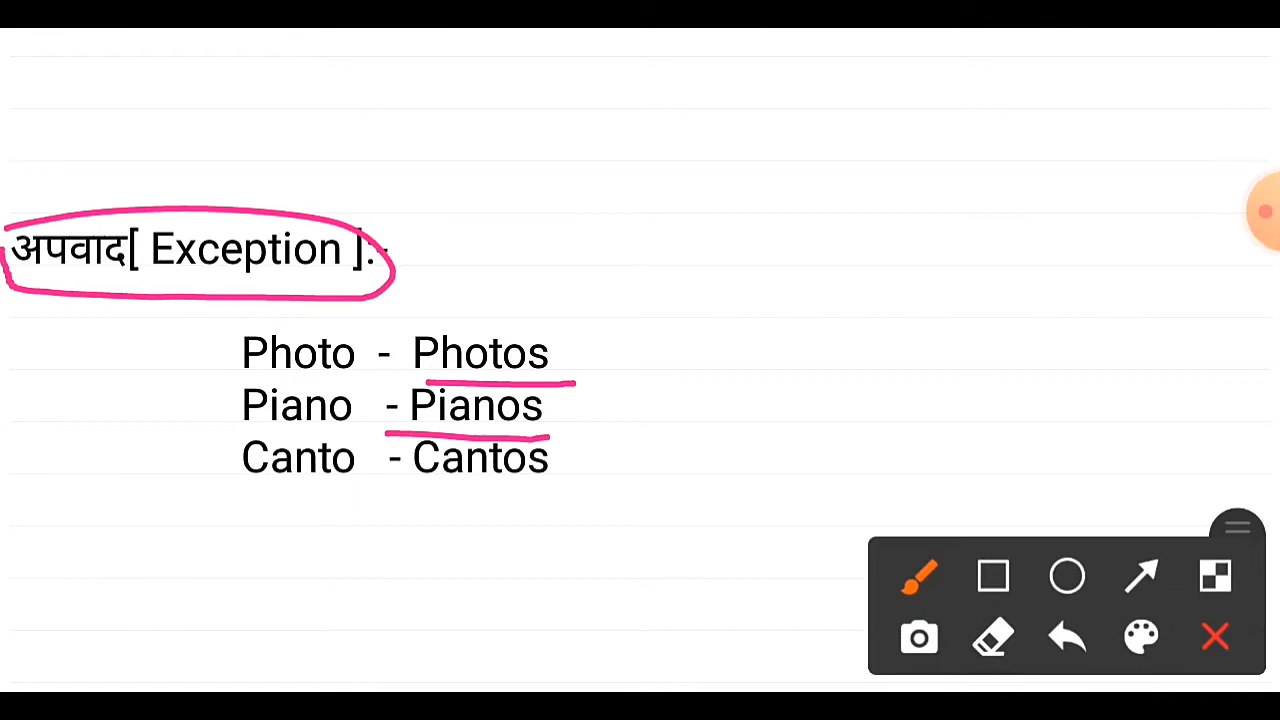 अपवाद[ Exception ]:-
Photo - Photos
Piano - Pianos
Canto - Cantos